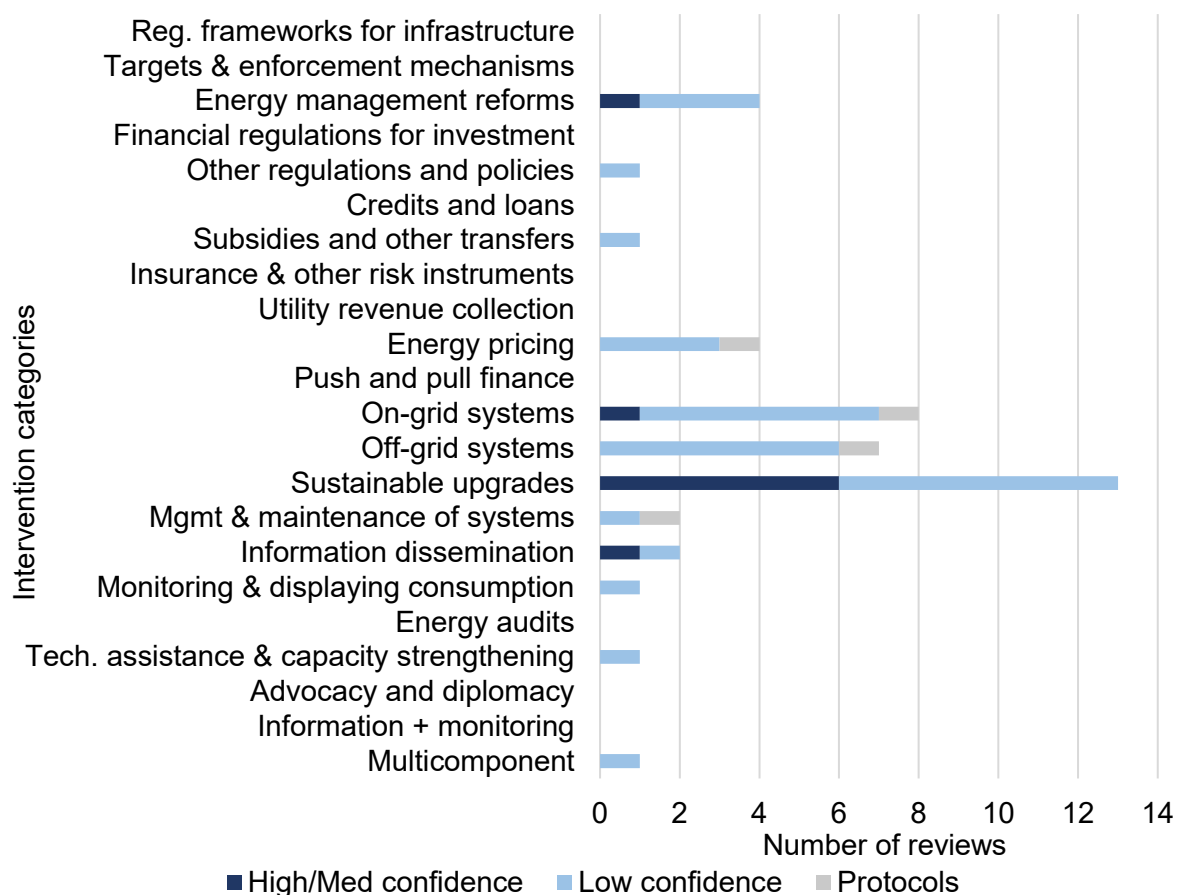 Reg. frameworks for infrastructure
Targets & enforcement mechanisms
Energy management reforms
Financial regulations for investment
Other regulations and policies
Credits and loans
Subsidies and other transfers
Insurance & other risk instruments
Utility revenue collection
Energy pricing
Push and pull finance
On-grid systems
Off-grid systems
Sustainable upgrades
Mgmt & maintenance of systems
Information dissemination
Monitoring & displaying consumption
Energy audits
Tech. assistance & capacity strengthening
Advocacy and diplomacy
Information + monitoring
Multicomponent
Intervention categories
0 2 4 6 8 10 12 14
Number of reviews
High/Med confidence Low confidence Protocols